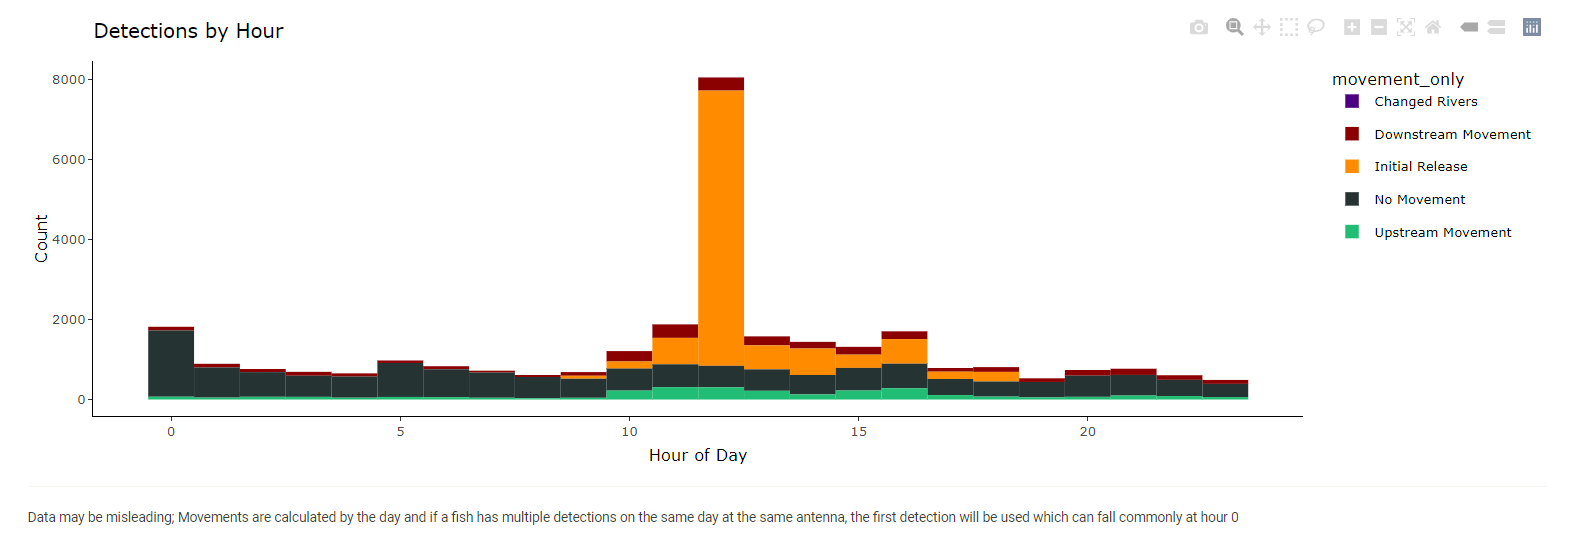 Detections by Hour
movement_only
Changed Rivers
Downstream Movement
Initial Release
No Movement
Upstream Movement
8000
6000
4000
2000
0
Count
0 5 10 15 20
Hour of Day
Data may be misleading; Movements are calculated by the day and if a fish has multiple detections on the same day at the same antenna, the first detection will be used which can fall commonly at hour 0